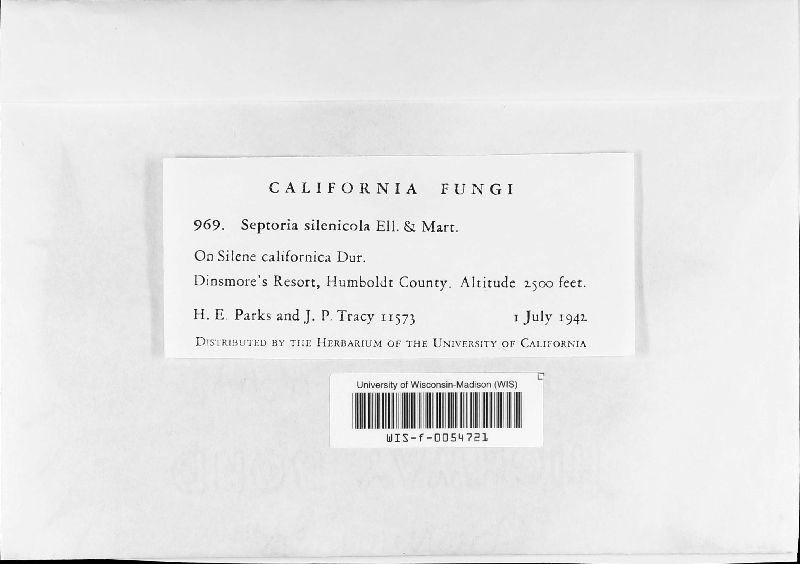 CALIFORNIA FUNGI
969. Septoria silenicola Ell. & Mart.
On Silene californica Dur.
Dinsmore's Resort, Humboldt County. Altitude 2500 feet.
H. E. Parks and J. P. Tracy 11573 1 July 1942
DISTRIBUTED BY THE HERBARIUM OF THE UNIVERSITY OF CALIFORNIA
University of Wisconsin-Madison (WIS)
WIS-f-0054721